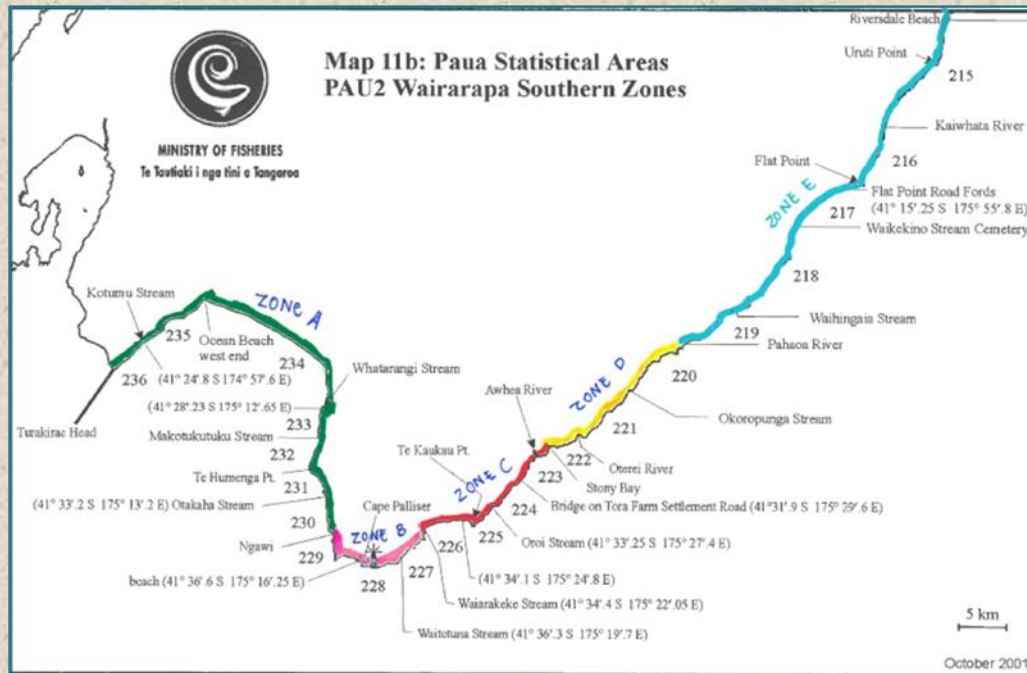 Map 11b: Paua Statistical Areas
PAU2 Wairarapa Southern Zones
MINISTRY OF FISHERIES
Te Tautiaki i nga tini a Tangaroa
Riversdale Beach
Uruti Point
215
Kaiwhata River
216
Flat Point
Flat Point Road Fords
(41° 15'.25 S 175° 55'.8 E)
217
ZONE E
Waikekino Stream Cemetery
218
Waihingaia Stream
219
Pahaoa River
220
ZONE D
Okoropunga Stream
221
Oterei River
222
Stony Bay
Awhea River
223
Bridge on Tora Farm Settlement Road (41°31'.9 S 175° 29'.6 E)
224
ZONE C
Te Kaukau Pt.
Oroi Stream (41° 33'.25 S 175° 27'.4 E)
225
(41° 34'.1 S 175° 24'.8 E)
226
Waiarakeke Stream (41° 34'.4 S 175° 22'.05 E)
227
Waitetuna Stream (41° 36'.3 S 175° 19'.7 E)
ZONE B
Cape Palliser
228
beach (41° 36'.6 S 175° 16'.25 E)
229
Ngawi
230
(41° 33'.2 S 175° 13'.2 E) Otakaha Stream
231
Te Humenga Pt.
232
Makotukutuku Stream
233
(41° 28'.23 S 175° 12'.65 E)
Whatarangi Stream
234
ZONE A
Ocean Beach
west end
235
Kotumu Stream
(41° 24'.8 S 174° 57'.6 E)
236
Turakirae Head
5 km
October 2001